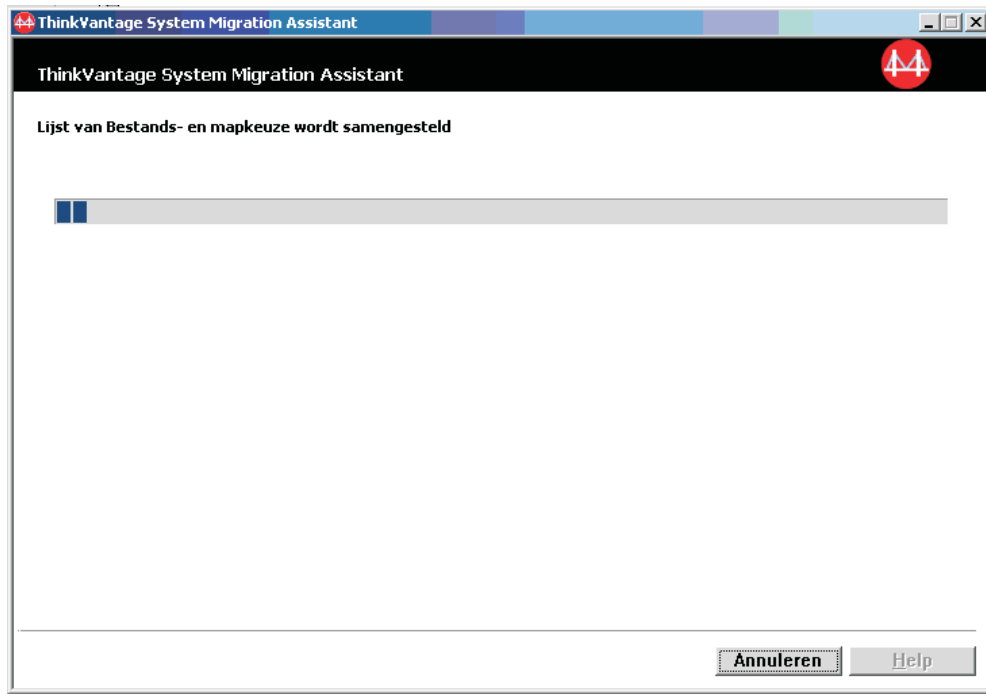 ThinkVantage System Migration Assistant
ThinkVantage System Migration Assistant
Lijst van Bestands- en mapkeuze wordt samengesteld
Annuleren Help